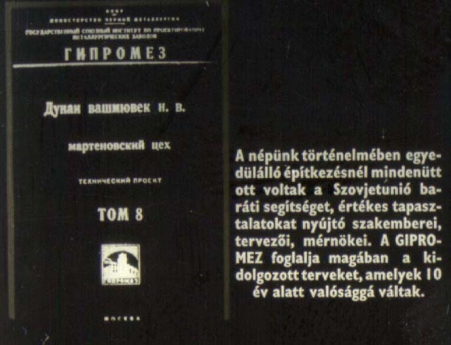 СССР
МИНИСТЕРСТВО ЧЕРНОЙ МЕТАЛЛУРГИИ
ГОСУДАРСТВЕННЫЙ СОЮЗНЫЙ ИНСТИТУТ ПО ПРОЕКТИРОВАНИЮ
МЕТАЛЛУРГИЧЕСКИХ ЗАВОДОВ
ГИПРОМЕЗ
Дунаи вашмювек Н. В.
мартеновский цех
ТЕХНИЧЕСКИЙ ПРОЕКТ
ТОМ 8
ГИПРОМЕЗ
МОСКВА
A népünk történelmében egye-
dülálló építkezésnél mindenütt
ott voltak a Szovjetunió ba-
ráti segítséget, értékes tapasz-
talatokat nyújtó szakemberei,
tervezői, mérnökei. A GIPRO-
MEZ foglalja magában a ki-
dolgozott terveket, amelyek 10
év alatt valósággá váltak.